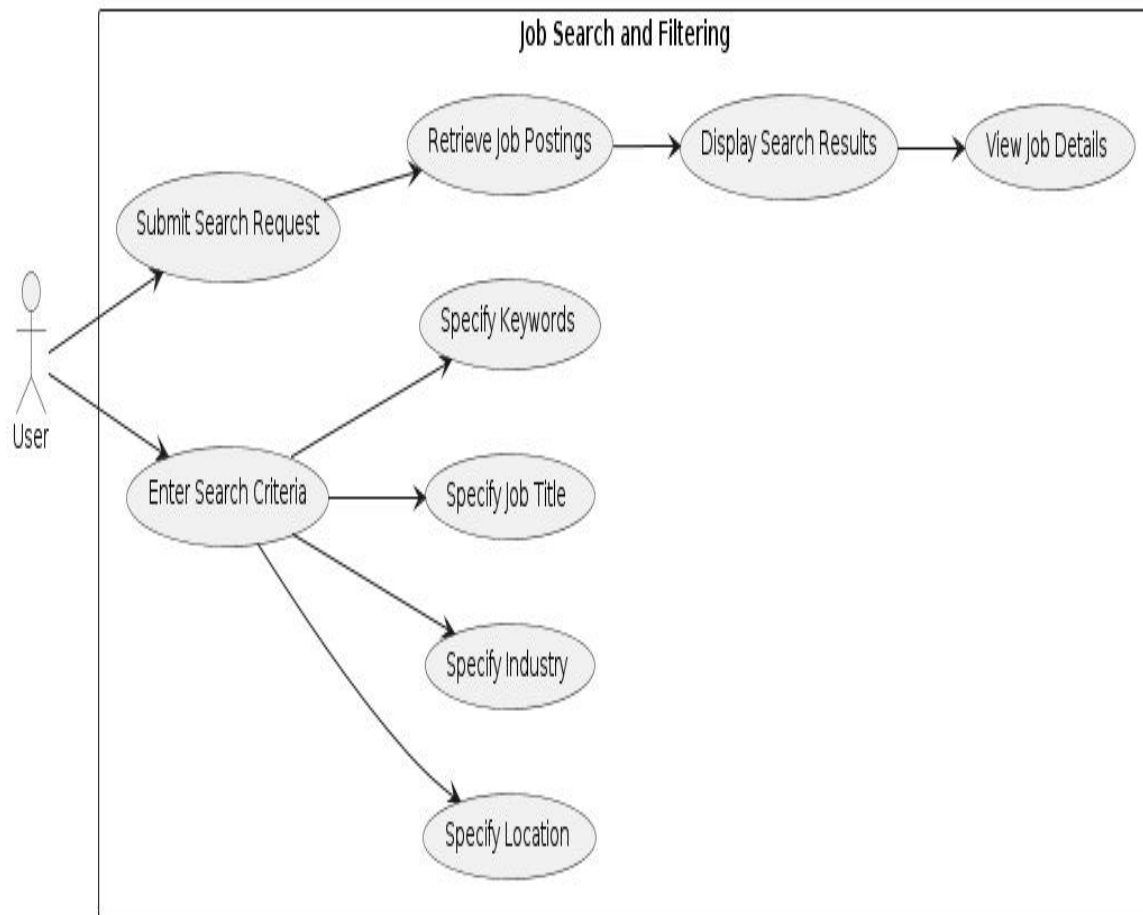 Job Search and Filtering
Retrieve Job Postings
Display Search Results
View Job Details
Submit Search Request
Specify Keywords
User
Enter Search Criteria
Specify Job Title
Specify Industry
Specify Location